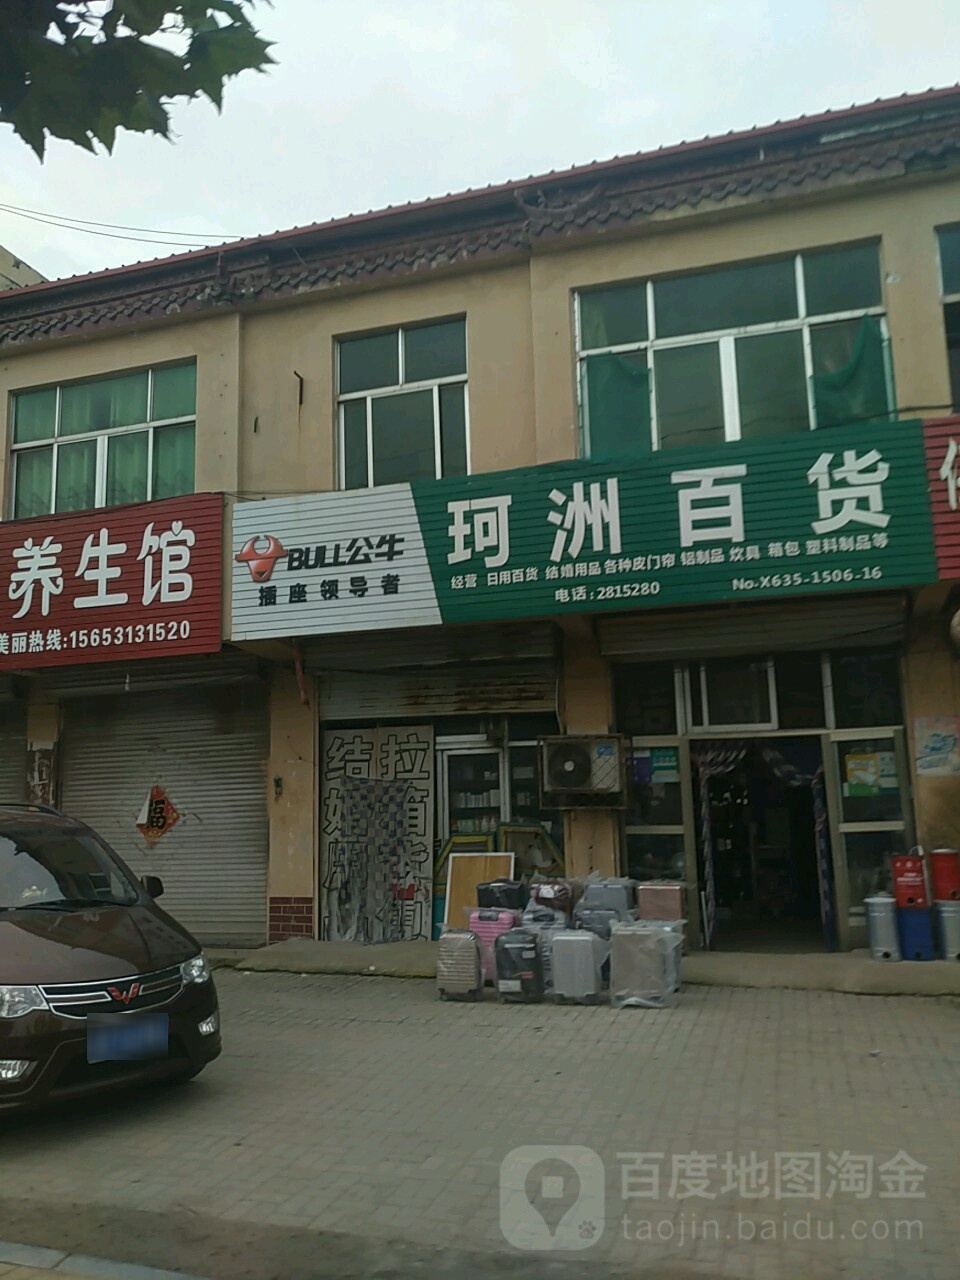 养生馆
美丽热线:15653131520
BULL公牛
插座领导者
珂洲百货
经营 日用百货 结婚用品 各种皮门帘 铝制品 炊具 箱包 塑料制品等
电话:2815280
No.X635-1506-16
结
拉
箱
福
百度地图淘金
taojin.baidu.com